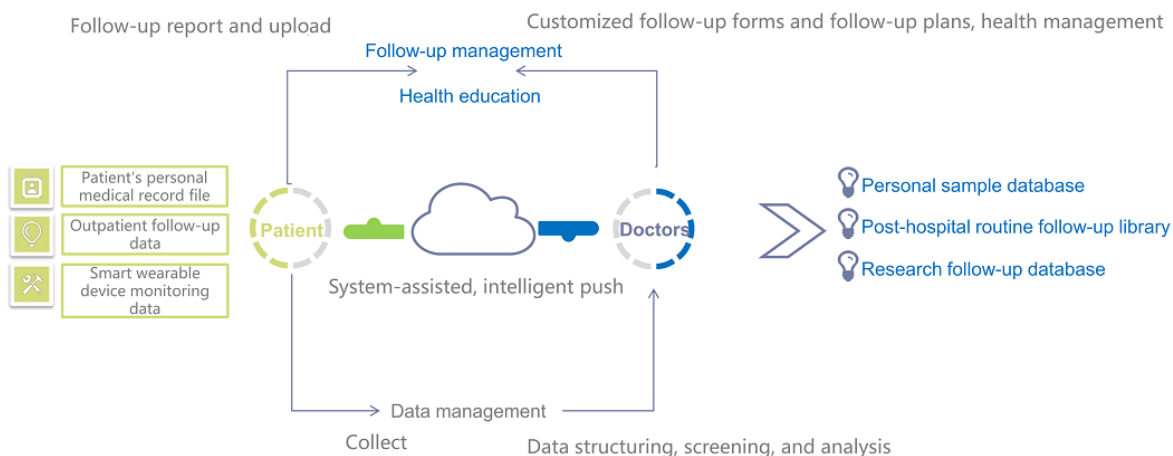 Follow-up report and upload
Customized follow-up forms and follow-up plans, health management
Follow-up management
Health education
Patient's personal
medical record file
Outpatient follow-up
data
Smart wearable
device monitoring
data
Patient
Doctors
System-assisted, intelligent push
Personal sample database
Post-hospital routine follow-up library
Research follow-up database
Data management
Collect
Data structuring, screening, and analysis